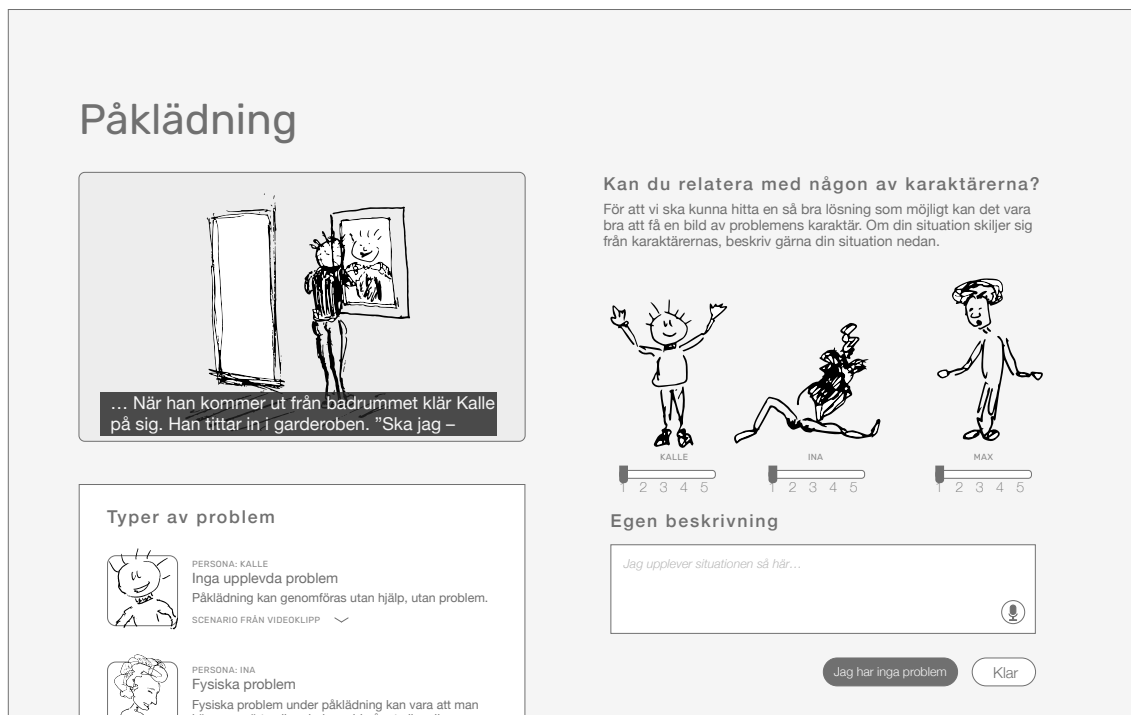 Påklädning
… När han kommer ut från badrummet klär Kalle
på sig. Han tittar in i garderoben. ”Ska jag –
Typer av problem
PERSONA: KALLE
Inga upplevda problem
Påklädning kan genomföras utan hjälp, utan problem.
SCENARIO FRÅN VIDEOKLIPP
PERSONA: INA
Fysiska problem
Fysiska problem under påklädning kan vara att man
Kan du relatera med någon av karaktärerna?
För att vi ska kunna hitta en så bra lösning som möjligt kan det vara
bra att få en bild av problemens karaktär. Om din situation skiljer sig
från karaktärernas, beskriv gärna din situation nedan.
KALLE
1 2 3 4 5
INA
1 2 3 4 5
MAX
1 2 3 4 5
Egen beskrivning
Jag upplever situationen så här…
Jag har inga problem
Klar